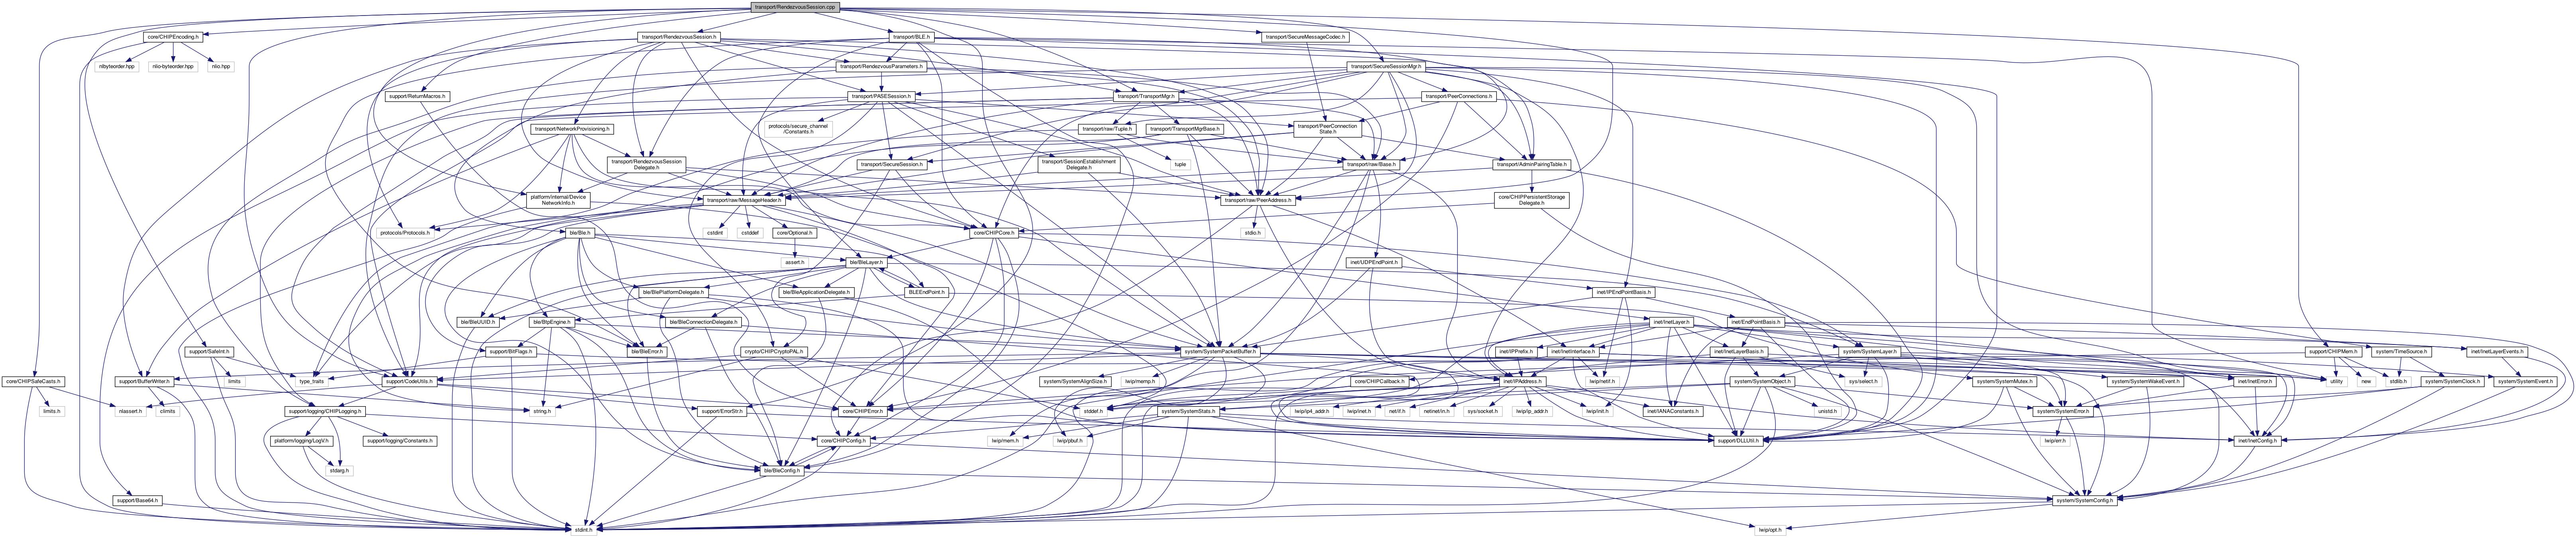 transport/RendezvousSession.cpp
core/CHIPEncoding.h
transport/RendezvousSession.h
transport/BLE.h
transport/SecureMessageCodec.h
nlbyteorder.hpp
nlio-byteorder.hpp
nlio.hpp
transport/RendezvousParameters.h
transport/SecureSessionMgr.h
support/ReturnMacros.h
transport/PASESession.h
transport/TransportMgr.h
transport/PeerConnections.h
transport/NetworkProvisioning.h
protocols/secure_channel
/Constants.h
transport/raw/Tuple.h
transport/TransportMgrBase.h
transport/PeerConnection
State.h
transport/RendezvousSession
Delegate.h
transport/SecureSession.h
transport/SessionEstablishment
Delegate.h
tuple
transport/raw/Base.h
transport/AdminPairingTable.h
platform/internal/Device
NetworkInfo.h
transport/raw/MessageHeader.h
transport/raw/PeerAddress.h
core/CHIPPersistentStorage
Delegate.h
protocols/Protocols.h
ble/Ble.h
cstdint
cstddef
core/Optional.h
core/CHIPCore.h
stdio.h
assert.h
ble/BleLayer.h
inet/UDPEndPoint.h
ble/BlePlatformDelegate.h
ble/BleApplicationDelegate.h
BLEEndPoint.h
inet/IPEndPointBasis.h
ble/BleUUID.h
ble/BtpEngine.h
ble/BleConnectionDelegate.h
inet/InetLayer.h
inet/EndPointBasis.h
support/SafeInt.h
support/BitFlags.h
ble/BleError.h
crypto/CHIPCryptoPAL.h
system/SystemPacketBuffer.h
inet/IPPrefix.h
inet/InetInterface.h
inet/InetLayerBasis.h
system/SystemLayer.h
support/CHIPMem.h
system/TimeSource.h
inet/InetLayerEvents.h
core/CHIPSafeCasts.h
support/BufferWriter.h
limits
type_traits
support/CodeUtils.h
system/SystemAlignSize.h
lwip/memp.h
core/CHIPCallback.h
inet/IPAddress.h
lwip/netif.h
system/SystemObject.h
sys/select.h
system/SystemMutex.h
system/SystemWakeEvent.h
inet/InetError.h
utility
new
stdlib.h
system/SystemClock.h
system/SystemEvent.h
limits.h
nlassert.h
climits
support/logging/CHIPLogging.h
string.h
support/ErrorStr.h
core/CHIPError.h
stddef.h
system/SystemStats.h
lwip/ip4_addr.h
lwip/inet.h
net/if.h
netinet/in.h
sys/socket.h
lwip/ip_addr.h
lwip/init.h
inet/IANAConstants.h
unistd.h
system/SystemError.h
platform/logging/LogV.h
support/logging/Constants.h
core/CHIPConfig.h
lwip/mem.h
lwip/pbuf.h
support/DLLUtil.h
lwip/err.h
inet/InetConfig.h
stdarg.h
ble/BleConfig.h
support/Base64.h
system/SystemConfig.h
stdint.h
lwip/opt.h